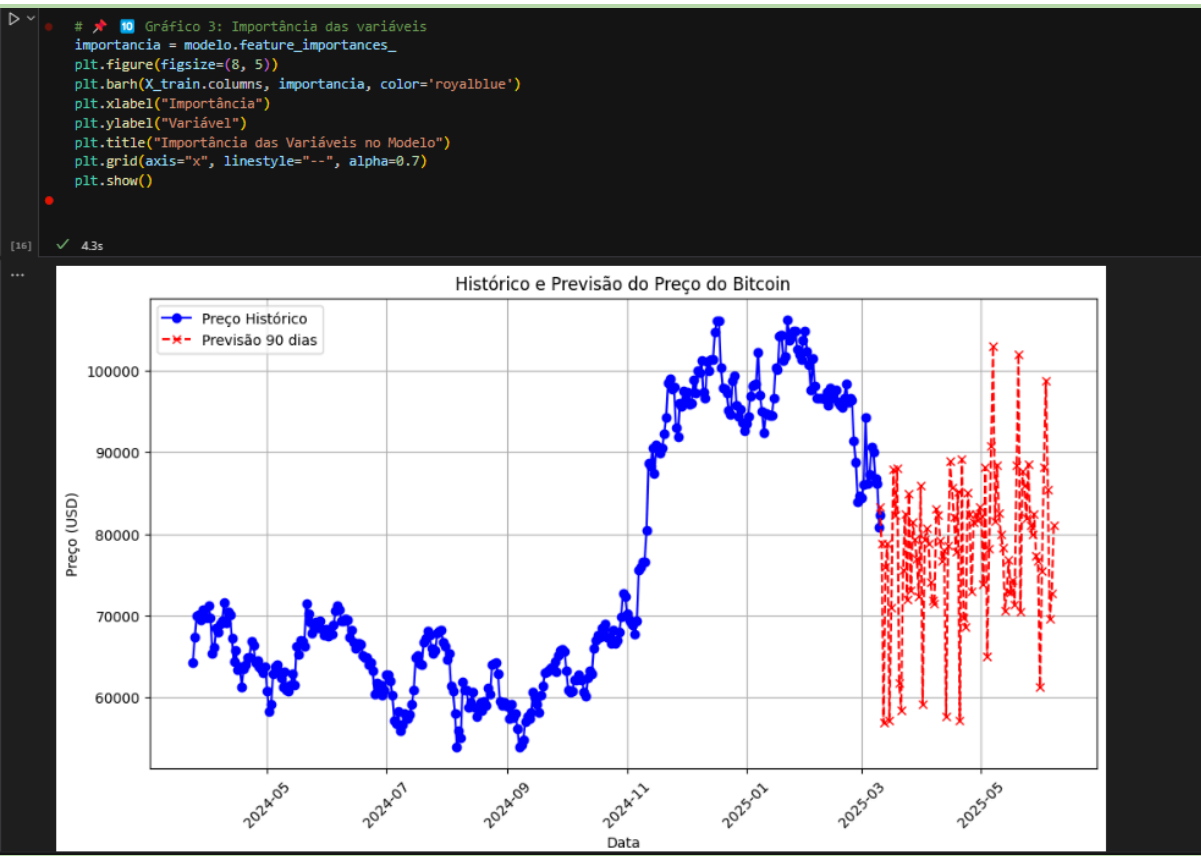 # 📌 🔟 Gráfico 3: Importância das variáveis
importancia = modelo.feature_importances_
plt.figure(figsize=(8, 5))
plt.barh(X_train.columns, importancia, color='royalblue')
plt.xlabel("Importância")
plt.ylabel("Variável")
plt.title("Importância das Variáveis no Modelo")
plt.grid(axis="x", linestyle="--", alpha=0.7)
plt.show()
[16] ✓ 4.3s
...
Histórico e Previsão do Preço do Bitcoin
Preço Histórico
Previsão 90 dias
100000
90000
80000
70000
60000
Preço (USD)
2024-05 2024-07 2024-09 2024-11 2025-01 2025-03 2025-05
Data